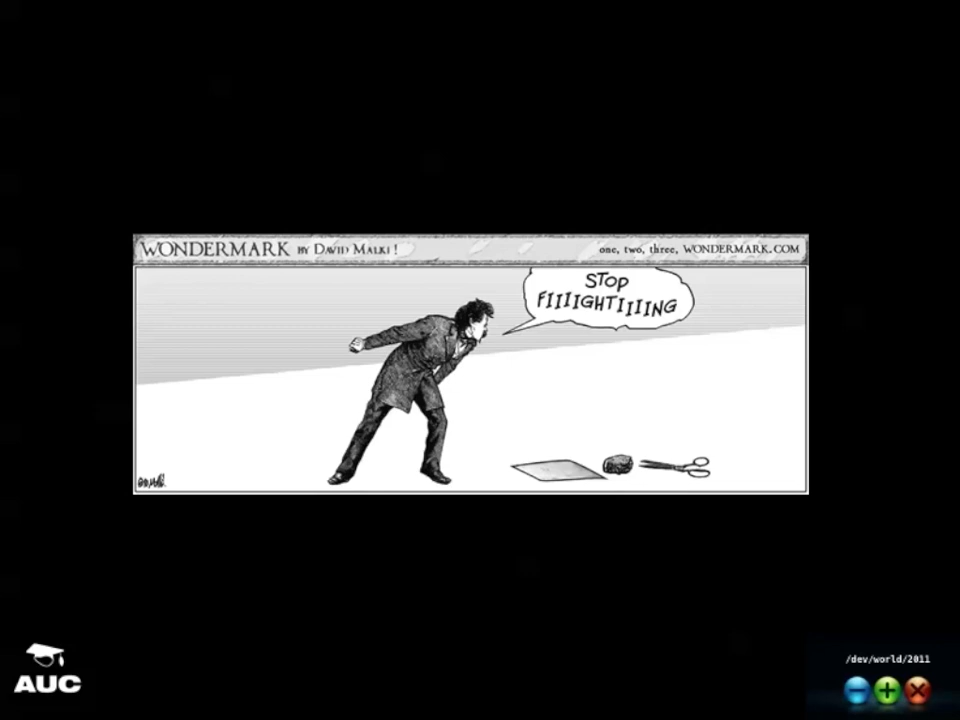 WONDERMARK BY DAVID MALKI !
one, two, three, WONDERMARK.COM
STOP
FIIIIGHTIIIING
AUC
/dev/world/2011